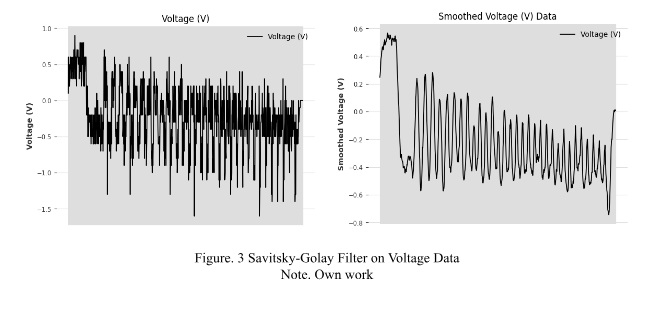 Voltage (V)
Voltage (V)
1.0
0.5
0.0
−0.5
−1.0
−1.5
Voltage (V)
Smoothed Voltage (V) Data
Voltage (V)
0.6
0.4
0.2
0.0
−0.2
−0.4
−0.6
−0.8
Smoothed Voltage (V)
Figure. 3 Savitsky-Golay Filter on Voltage Data
Note. Own work